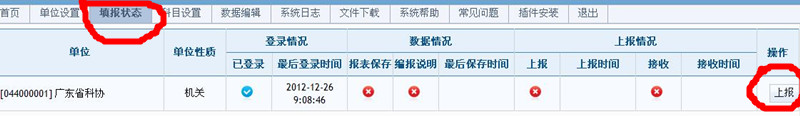 首页 单位设置 填报状态 科目设置 数据编辑 系统日志 文件下载 系统帮助 常见问题 插件安装 退出
单位 单位性质 登录情况 数据情况 上报情况 操作
已登录 最后登录时间 报表保存 编报说明 最后保存时间 上报 上报时间 接收 接收时间
[044000001] 广东省科协 机关 2012-12-26 上报
9:08:46